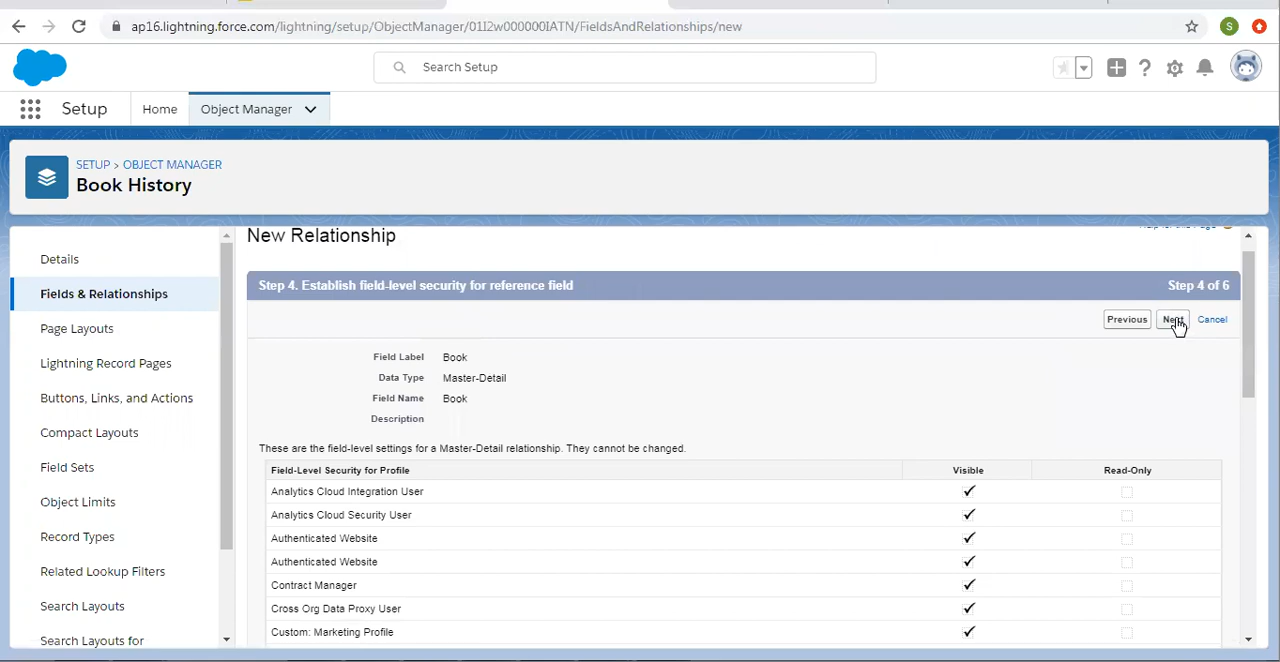 ap16.lightning.force.com/lightning/setup/ObjectManager/01I2w000000IATN/FieldsAndRelationships/new
S
Search Setup
Setup
Home
Object Manager
SETUP > OBJECT MANAGER
Book History
Details
Fields & Relationships
Page Layouts
Lightning Record Pages
Buttons, Links, and Actions
Compact Layouts
Field Sets
Object Limits
Record Types
Related Lookup Filters
Search Layouts
Search Layouts for
New Relationship
Help for this Page
Step 4. Establish field-level security for reference field
Step 4 of 6
Previous
Next
Cancel
Field Label Book
Data Type Master-Detail
Field Name Book
Description
These are the field-level settings for a Master-Detail relationship. They cannot be changed.
Field-Level Security for Profile Visible Read-Only
Analytics Cloud Integration User
Analytics Cloud Security User
Authenticated Website
Authenticated Website
Contract Manager
Cross Org Data Proxy User
Custom: Marketing Profile